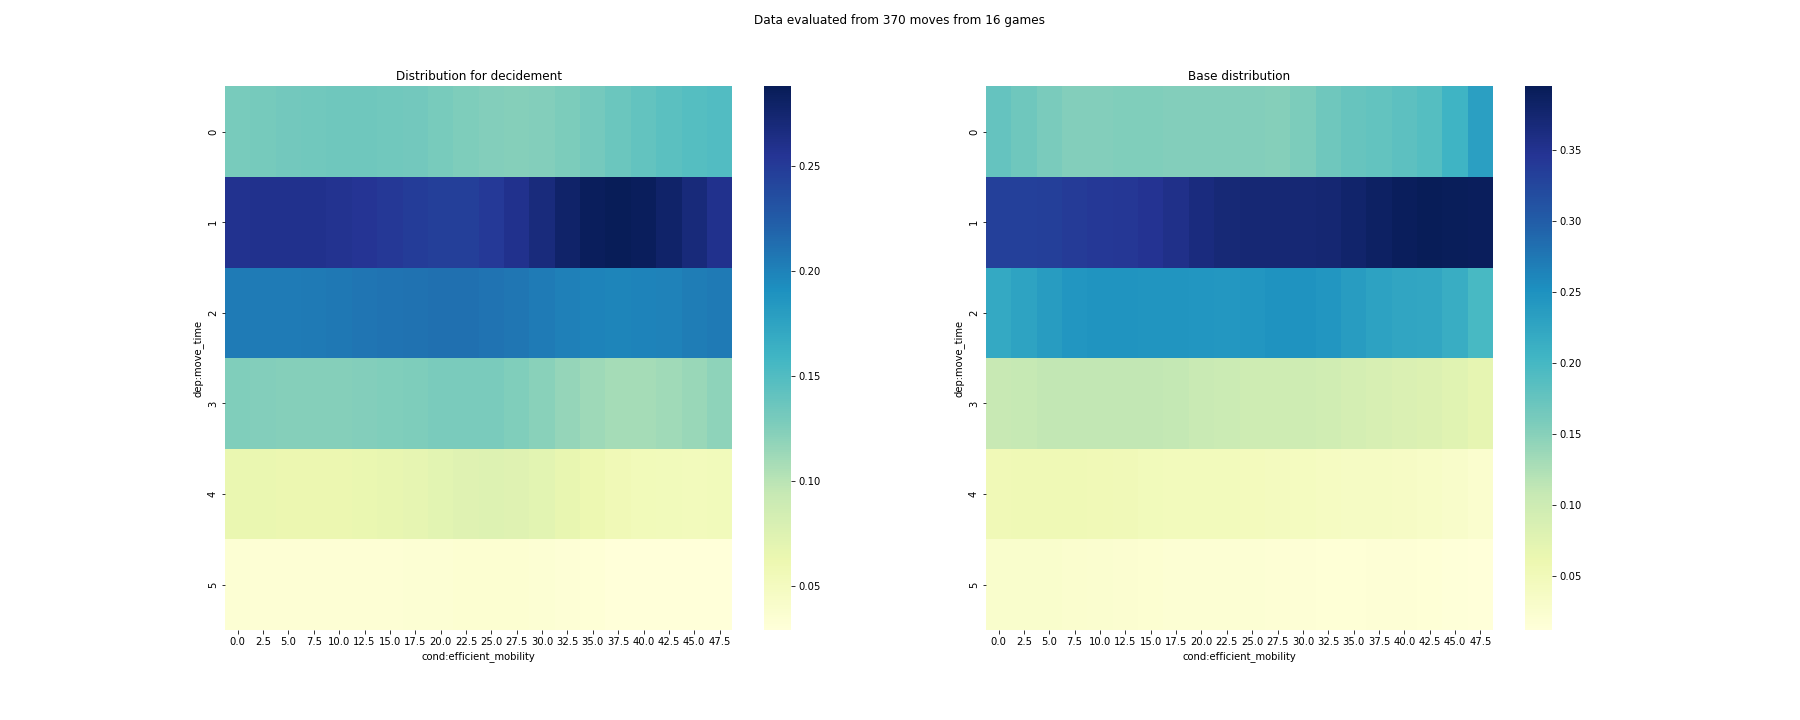 Data evaluated from 370 moves from 16 games
Distribution for decidement
0
1
2
3
4
5
dep:move_time
0.0 2.5 5.0 7.5 10.0 12.5 15.0 17.5 20.0 22.5 25.0 27.5 30.0 32.5 35.0 37.5 40.0 42.5 45.0 47.5
cond:efficient_mobility
0.25
0.20
0.15
0.10
0.05
Base distribution
0
1
2
3
4
5
dep:move_time
0.0 2.5 5.0 7.5 10.0 12.5 15.0 17.5 20.0 22.5 25.0 27.5 30.0 32.5 35.0 37.5 40.0 42.5 45.0 47.5
cond:efficient_mobility
0.35
0.30
0.25
0.20
0.15
0.10
0.05